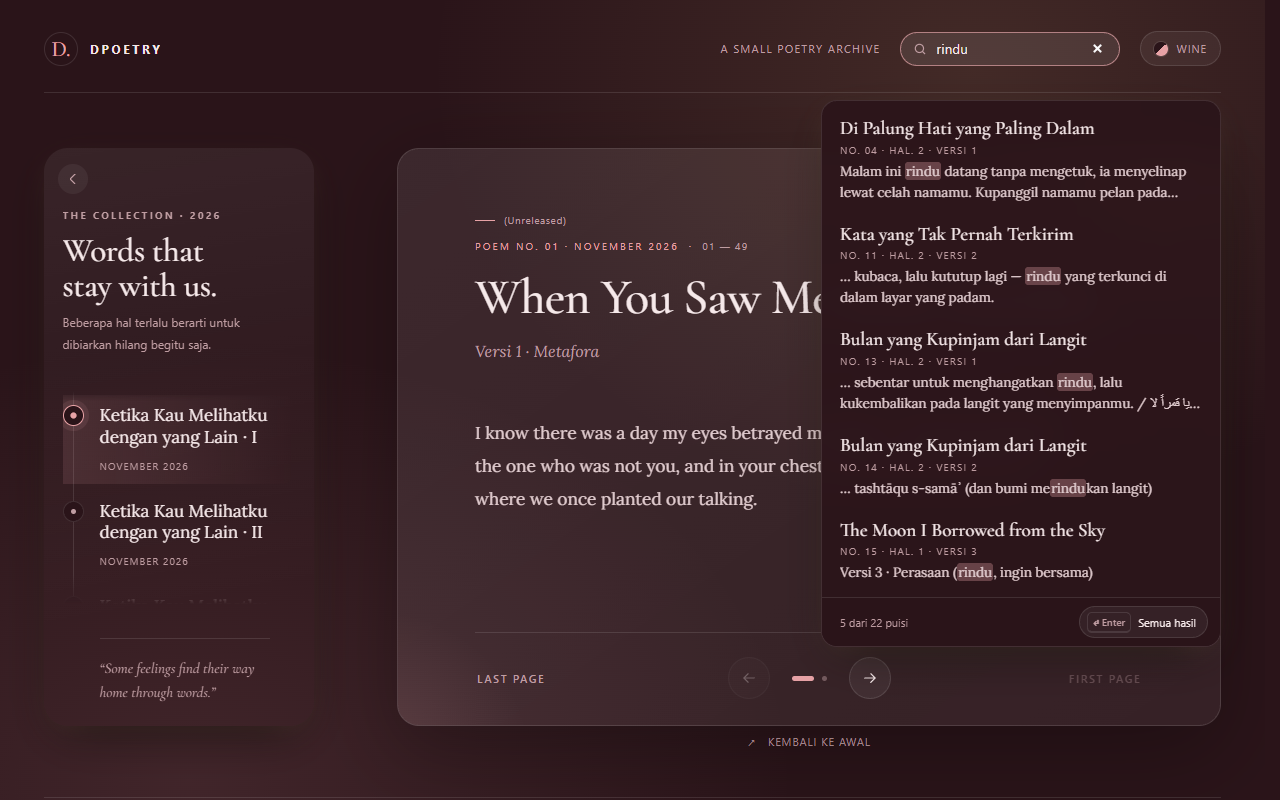 D. DPOETRY
A SMALL POETRY ARCHIVE
rindu
WINE
THE COLLECTION · 2026
Words that
stay with us.
Beberapa hal terlalu berarti untuk
dibiarkan hilang begitu saja.
Ketika Kau Melihatku
dengan yang Lain · I
NOVEMBER 2026
Ketika Kau Melihatku
dengan yang Lain · II
NOVEMBER 2026
“Some feelings find their way
home through words.”
(Unreleased)
POEM NO. 01 · NOVEMBER 2026 · 01 — 49
When You Saw Me
Versi 1 · Metafora
I know there was a day my eyes betrayed m
the one who was not you, and in your chest
where we once planted our talking.
LAST PAGE
FIRST PAGE
KEMBALI KE AWAL
Di Palung Hati yang Paling Dalam
NO. 04 · HAL. 2 · VERSI 1
Malam ini rindu datang tanpa mengetuk, ia menyelinap
lewat celah namamu. Kupanggil namamu pelan pada...
Kata yang Tak Pernah Terkirim
NO. 11 · HAL. 2 · VERSI 2
... kubaca, lalu kututup lagi — rindu yang terkunci di
dalam layar yang padam.
Bulan yang Kupinjam dari Langit
NO. 13 · HAL. 2 · VERSI 1
... sebentar untuk menghangatkan rindu, lalu
kukembalikan pada langit yang menyimpanmu. / يا قمراً لا...
Bulan yang Kupinjam dari Langit
NO. 14 · HAL. 2 · VERSI 2
... tashtāqu s-samāʾ (dan bumi merindukan langit)
The Moon I Borrowed from the Sky
NO. 15 · HAL. 1 · VERSI 3
Versi 3 · Perasaan (rindu, ingin bersama)
5 dari 22 puisi
Enter Semua hasil